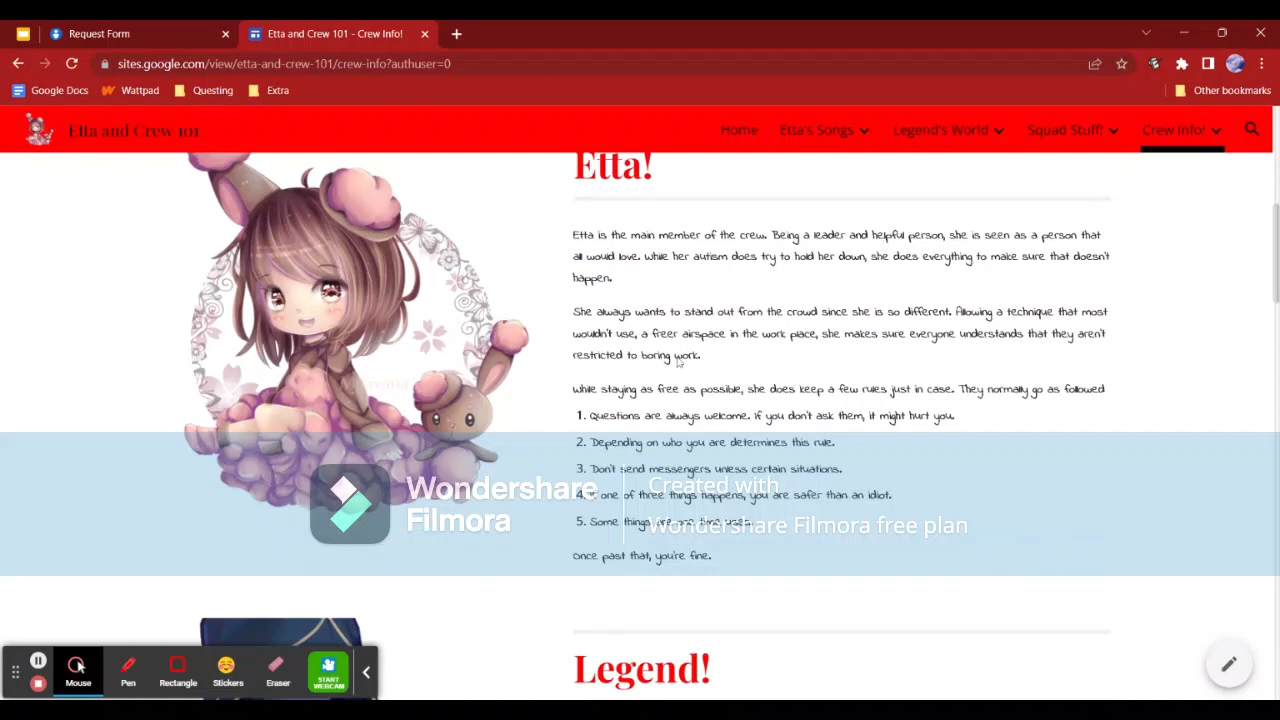 Request Form
Etta and Crew 101 - Crew Info!
sites.google.com/view/etta-and-crew-101/crew-info?authuser=0
Google Docs Wattpad Questing Extra Other bookmarks
Etta and Crew 101 Home Etta's Songs Legend's World Squad Stuff! Crew Info!
Etta!
Etta is the main member of the crew. Being a leader and helpful person, she is seen as a person that
all would love. While her autism does try to hold her down, she does everything to make sure that doesn't
happen.
She always wants to stand out from the crowd since she is so different. Allowing a technique that most
wouldn't use, a freer airspace in the work place, she makes sure everyone understands that they aren't
restricted to boring work.
While staying as free as possible, she does keep a few rules just in case. They normally go as followed
1. Questions are always welcome. If you don't ask them, it might hurt you.
2. Depending on who you are determines this rule.
3. Don't send messengers unless certain situations.
4. one of three things happens, you are safer than an idiot.
5. Some things
Once past that, you're fine.
Wondershare
Filmora
Created with
Wondershare Filmora free plan
Legend!
Mouse Pen Rectangle Stickers Eraser START WEBCAM